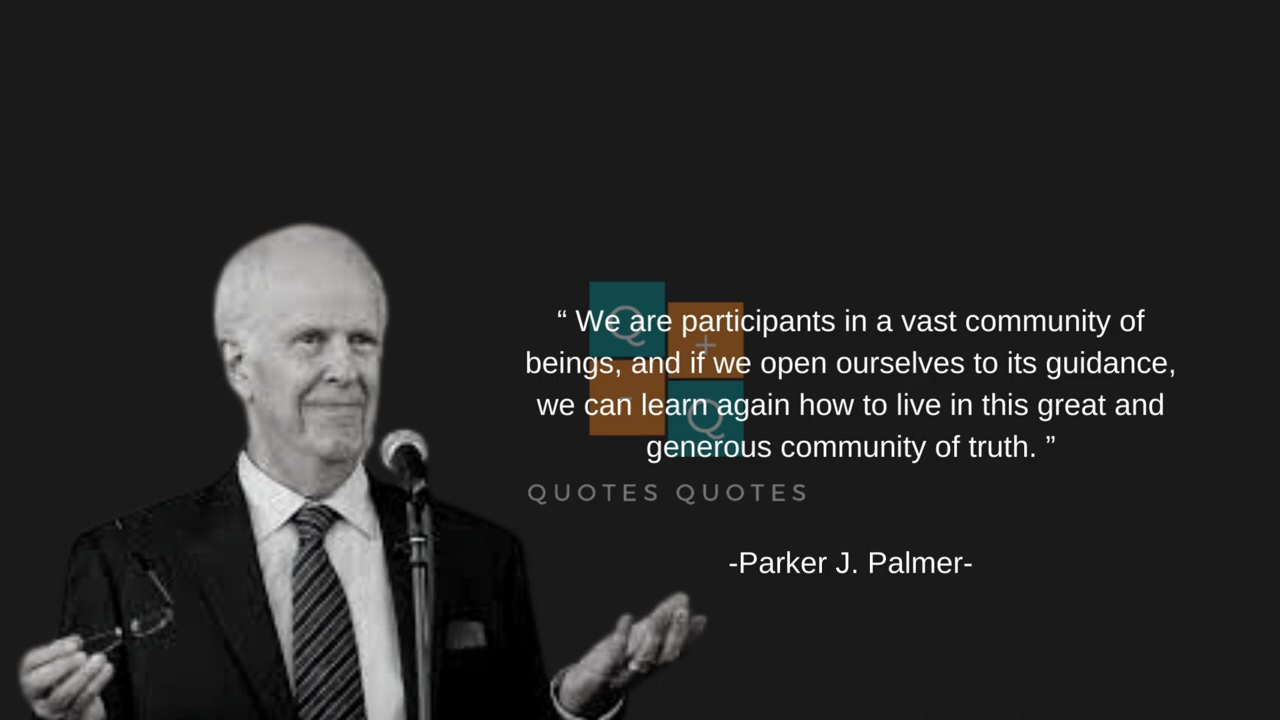 “ We are participants in a vast community of
beings, and if we open ourselves to its guidance,
we can learn again how to live in this great and
generous community of truth. ”
Q
+
-
Q
QUOTES QUOTES
-Parker J. Palmer-